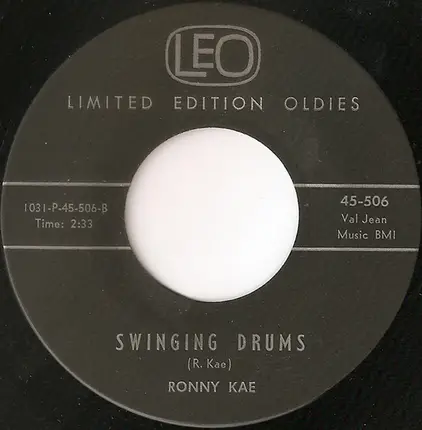 LEO
LIMITED EDITION OLDIES
1031-P-45-506-B
Time: 2:33
45-506
Val Jean
Music BMI
SWINGING DRUMS
(R. Kae)
RONNY KAE